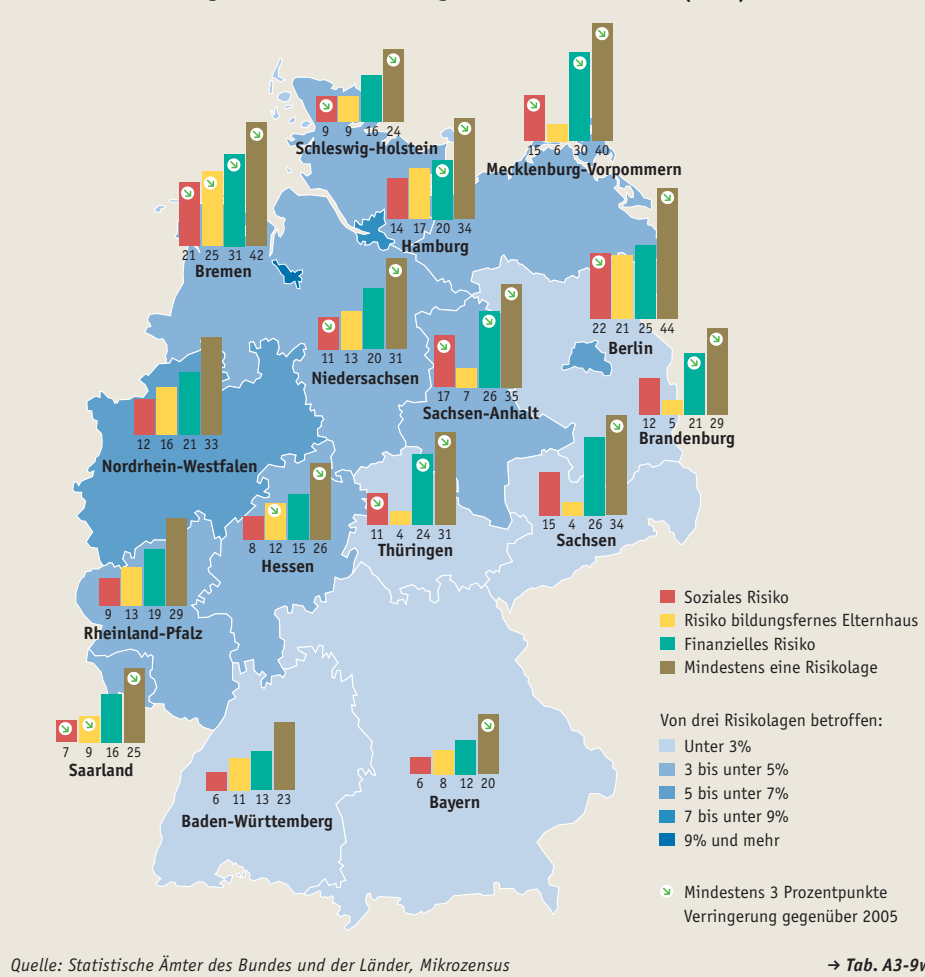 9 9 16 24
Schleswig-Holstein
15 6 30 40
Mecklenburg-Vorpommern
14 17 20 34
Hamburg
21 25 31 42
Bremen
22 21 25 44
Berlin
11 13 20 31
Niedersachsen
17 7 26 35
Sachsen-Anhalt
12 5 21 29
Brandenburg
12 16 21 33
Nordrhein-Westfalen
15 4 26 34
Sachsen
11 4 24 31
Thüringen
8 12 15 26
Hessen
9 13 19 29
Rheinland-Pfalz
7 9 16 25
Saarland
6 11 13 23
Baden-Württemberg
6 8 12 20
Bayern
Soziales Risiko
Risiko bildungsfernes Elternhaus
Finanzielles Risiko
Mindestens eine Risikolage
Von drei Risikolagen betroffen:
Unter 3%
3 bis unter 5%
5 bis unter 7%
7 bis unter 9%
9% und mehr
Mindestens 3 Prozentpunkte
Verringerung gegenüber 2005
Quelle: Statistische Ämter des Bundes und der Länder, Mikrozensus
→ Tab. A3-9w